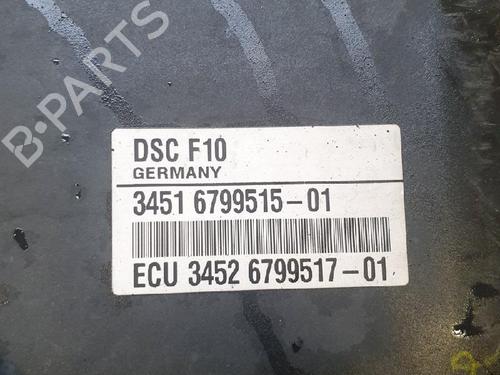 B-PARTS
DSC F10
GERMANY
3451 6799515-01
ECU 3452 6799517-01